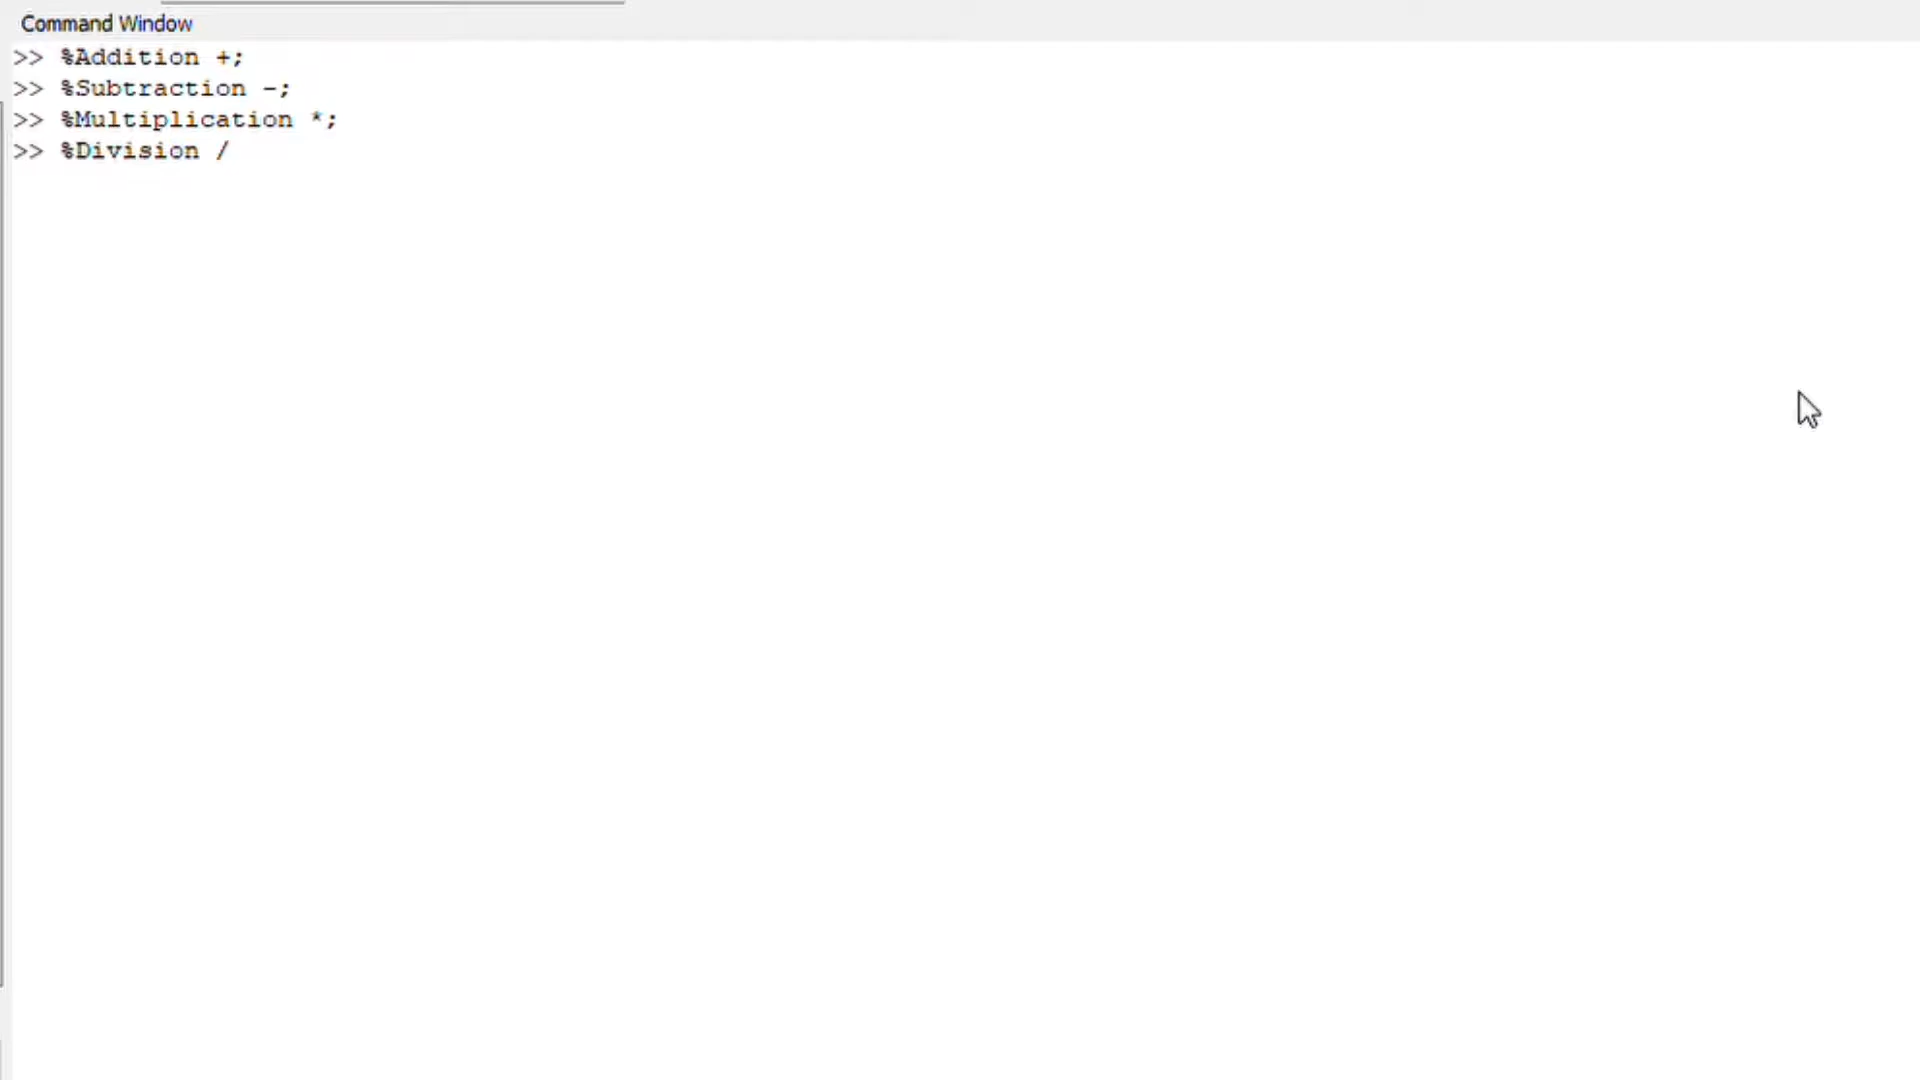 Command Window
>> %Addition +;
>> %Subtraction -;
>> %Multiplication *;
>> %Division /